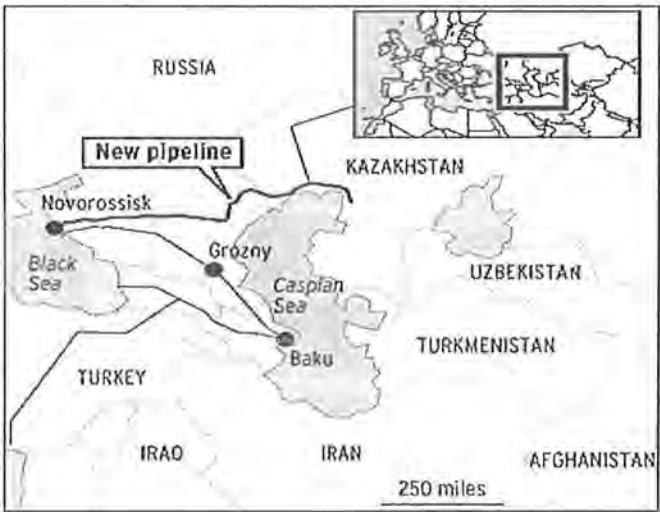 RUSSIA
New pipeline
KAZAKHSTAN
Novorossisk
Grozny
Black
Sea
UZBEKISTAN
Caspian
Sea
TURKMENISTAN
Baku
TURKEY
IRAQ
IRAN
AFGHANISTAN
250 miles